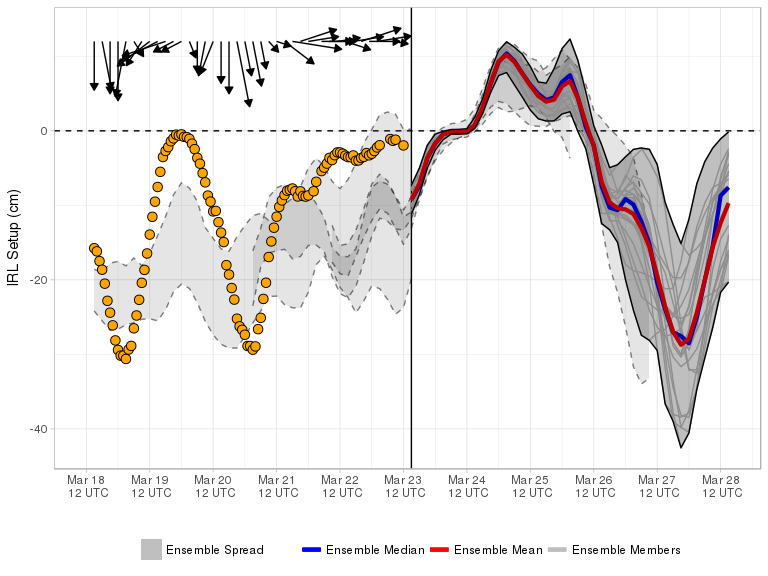 IRL Setup (cm)
0
-20
-40
Mar 18 Mar 19 Mar 20 Mar 21 Mar 22 Mar 23 Mar 24 Mar 25 Mar 26 Mar 27 Mar 28
12 UTC 12 UTC 12 UTC 12 UTC 12 UTC 12 UTC 12 UTC 12 UTC 12 UTC 12 UTC 12 UTC
Ensemble Spread Ensemble Median Ensemble Mean Ensemble Members